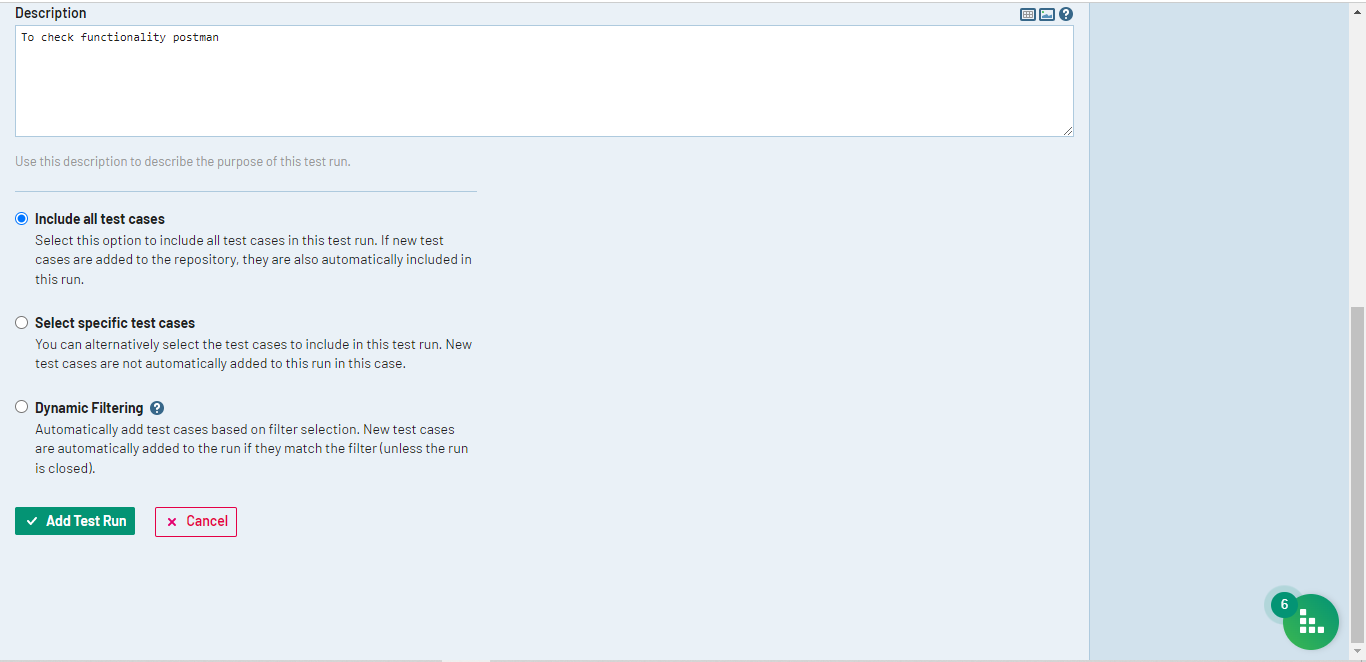 Description
To check functionality postman
Use this description to describe the purpose of this test run.
Include all test cases
Select this option to include all test cases in this test run. If new test
cases are added to the repository, they are also automatically included in
this run.
Select specific test cases
You can alternatively select the test cases to include in this test run. New
test cases are not automatically added to this run in this case.
Dynamic Filtering ?
Automatically add test cases based on filter selection. New test cases
are automatically added to the run if they match the filter (unless the run
is closed).
Add Test Run
Cancel
6